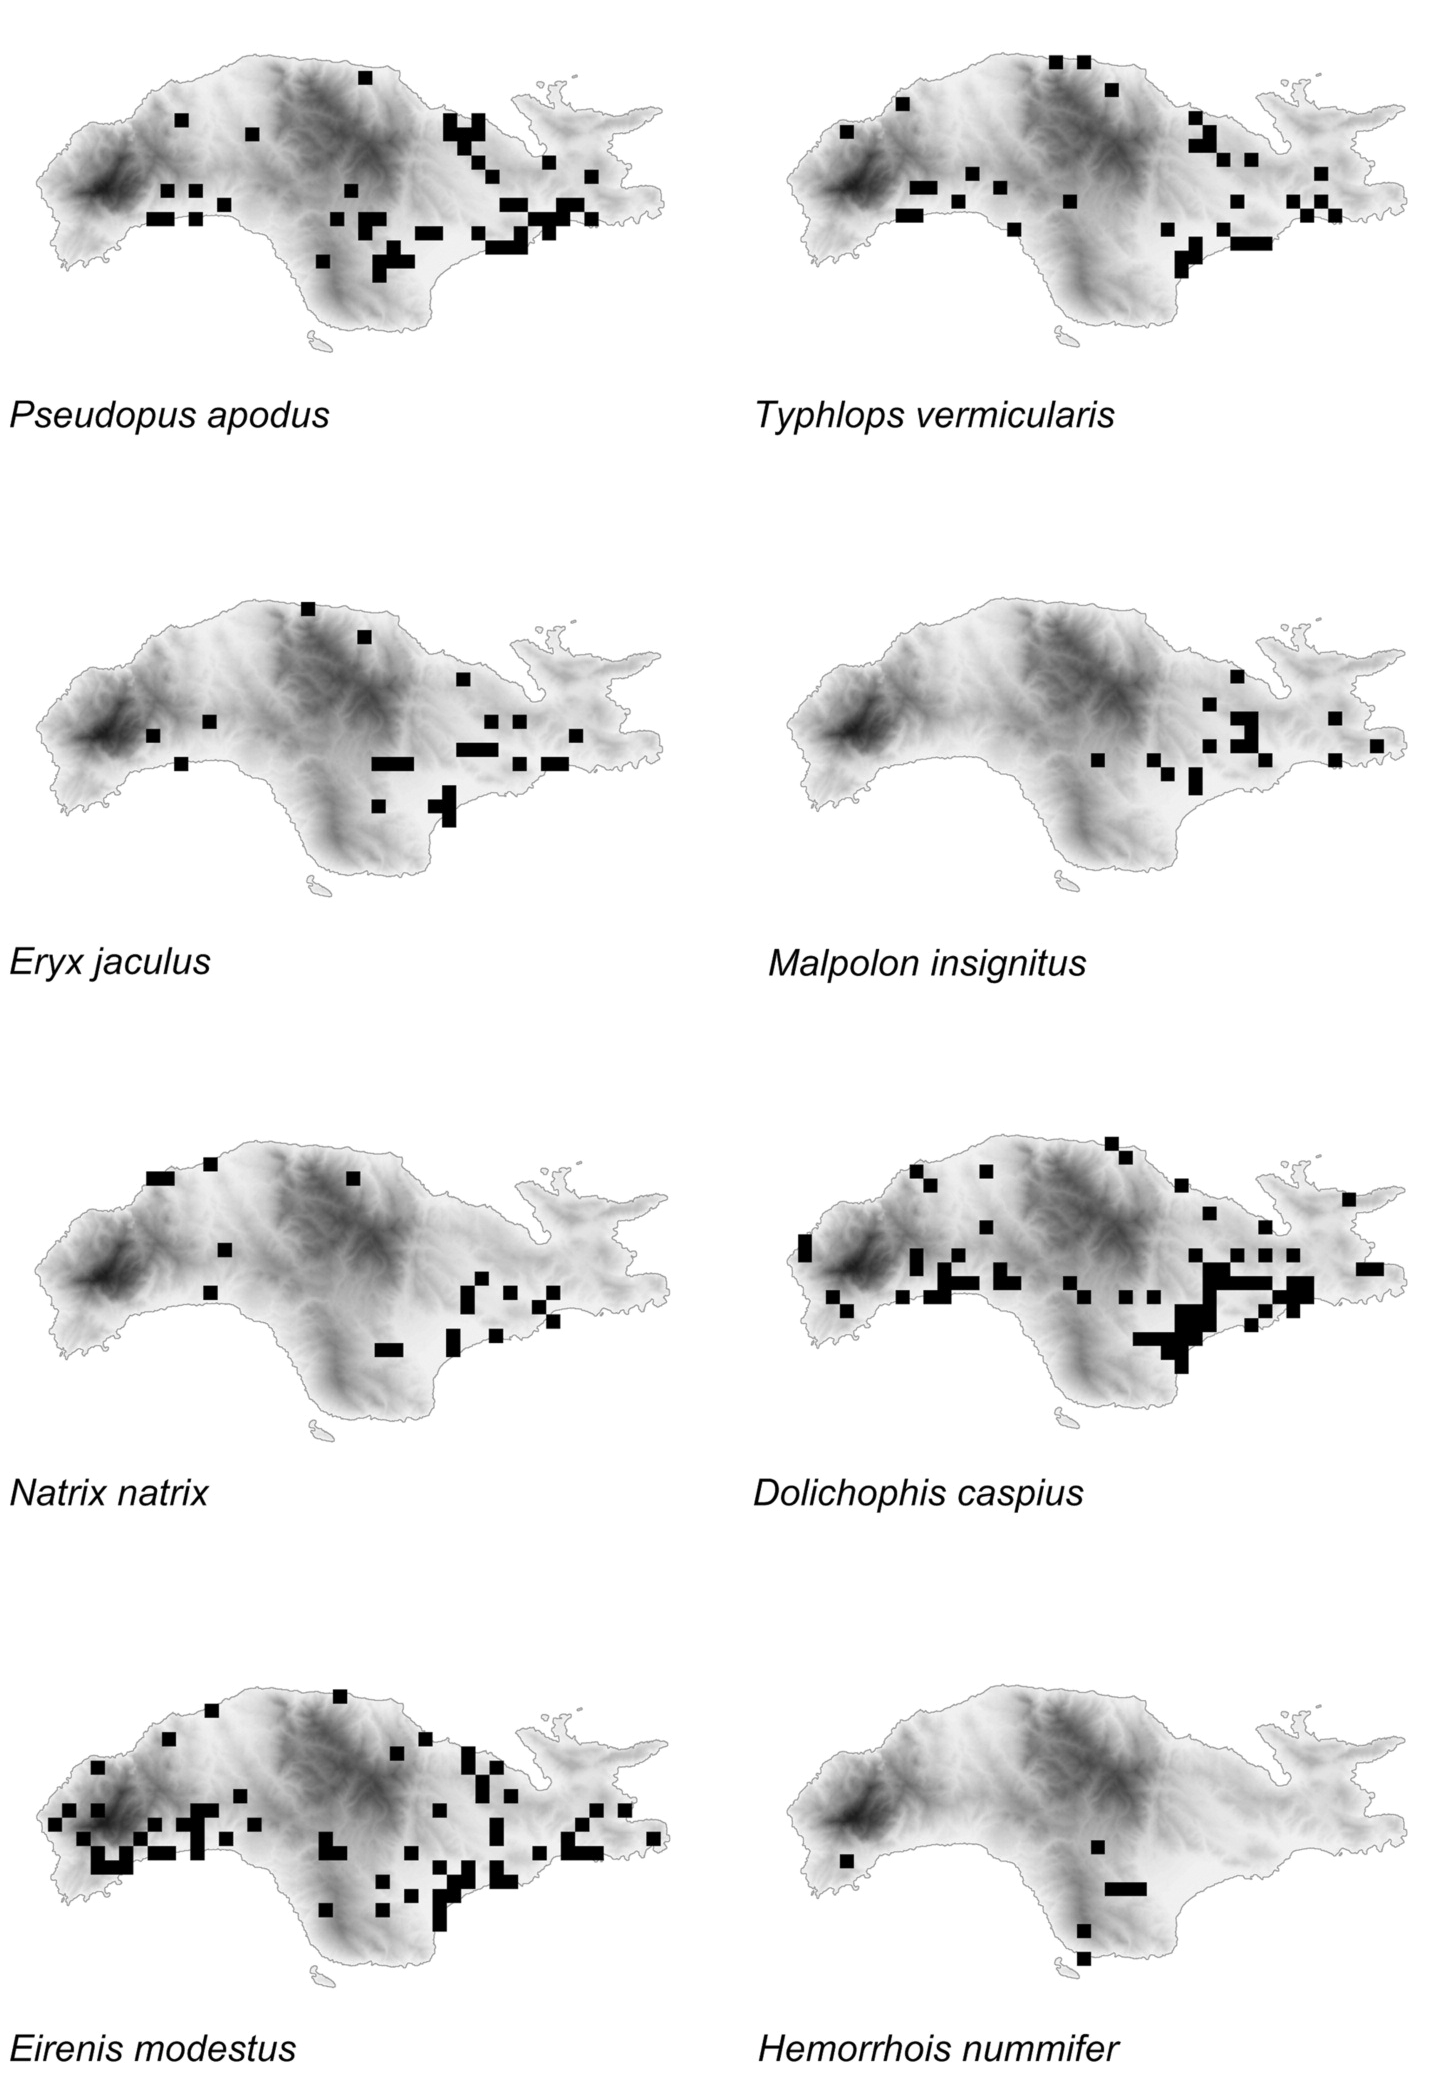 Pseudopus apodus
Typhlops vermicularis
Eryx jaculus
Malpolon insignitus
Natrix natrix
Dolichophis caspius
Eirenis modestus
Hemorrhois nummifer